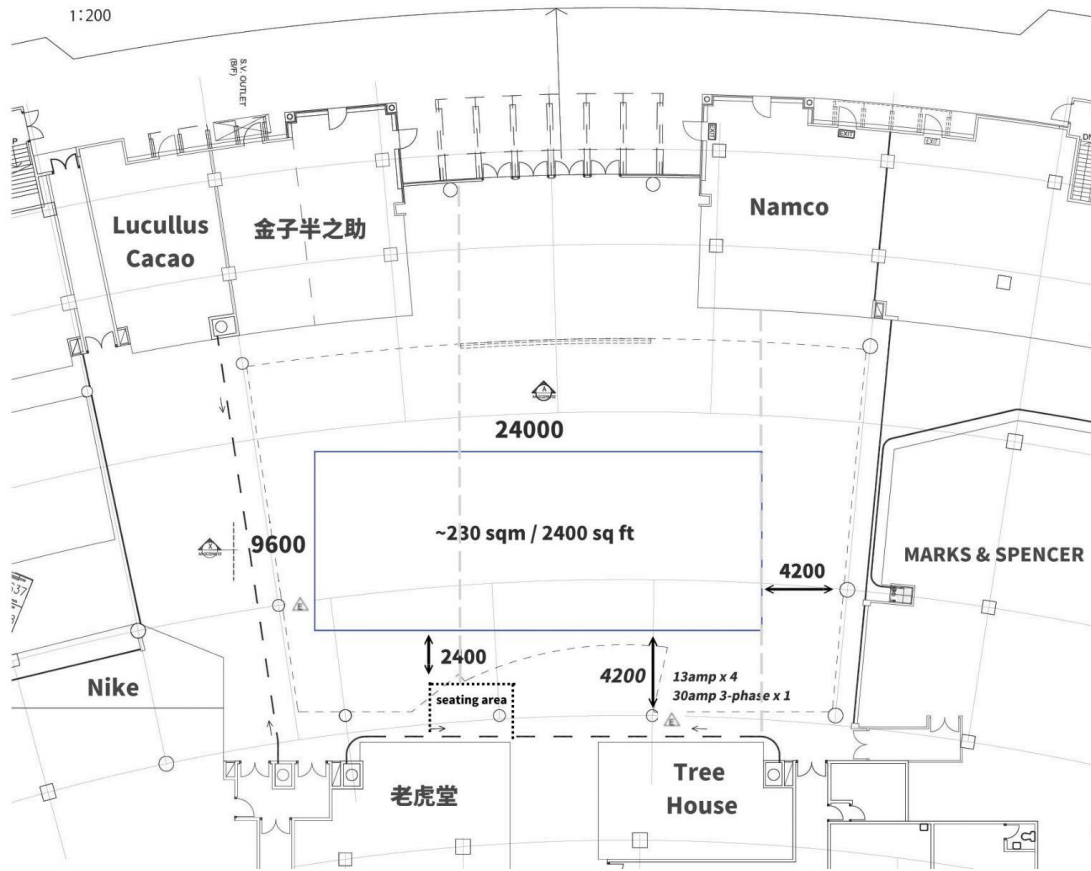 1:200
S.V. OUTLET
(B/F)
EXIT
EXIT
EXIT
Lucullus
Cacao
金子半之助
Namco
A
24000
~230 sqm / 2400 sq ft
9600
X
4200
MARKS & SPENCER
E
2400
4200
13amp x 4
30amp 3-phase x 1
seating area
E
Nike
老虎堂
Tree
House